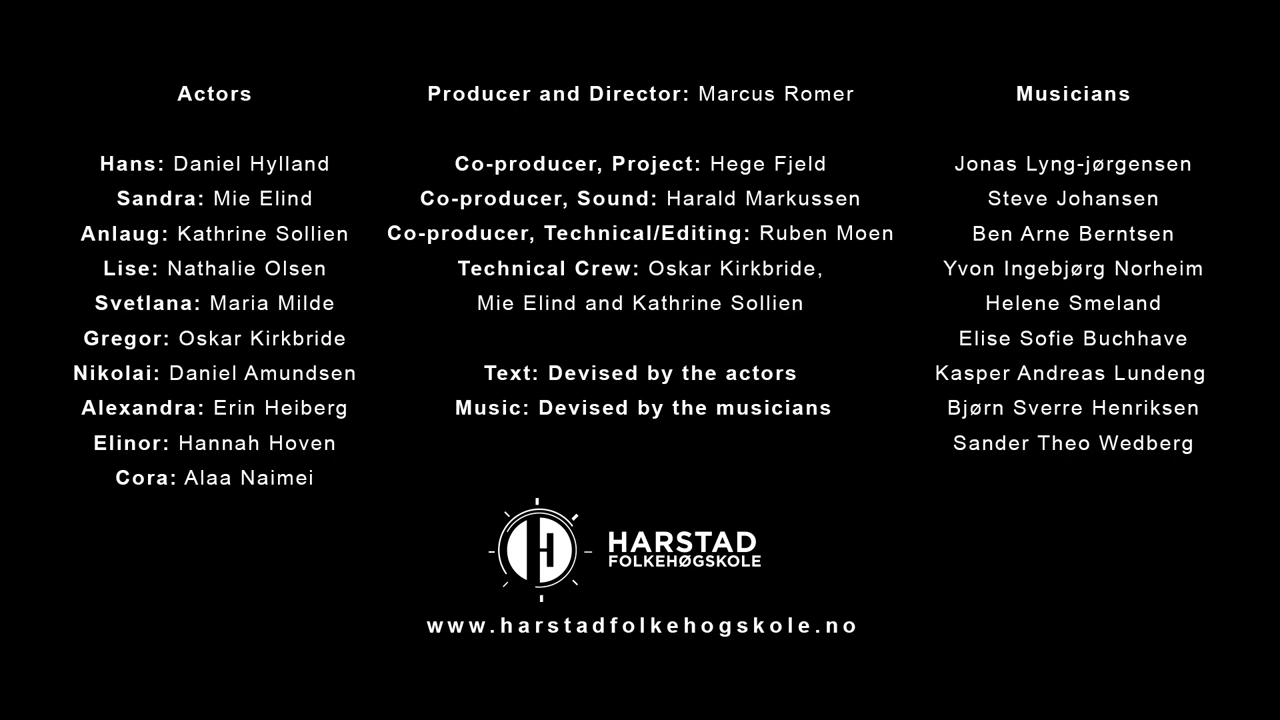 Actors
Hans: Daniel Hylland
Sandra: Mie Elind
Anlaug: Kathrine Sollien
Lise: Nathalie Olsen
Svetlana: Maria Milde
Gregor: Oskar Kirkbride
Nikolai: Daniel Amundsen
Alexandra: Erin Heiberg
Elinor: Hannah Hoven
Cora: Alaa Naimei
Producer and Director: Marcus Romer
Co-producer, Project: Hege Fjeld
Co-producer, Sound: Harald Markussen
Co-producer, Technical/Editing: Ruben Moen
Technical Crew: Oskar Kirkbride,
Mie Elind and Kathrine Sollien
Text: Devised by the actors
Music: Devised by the musicians
Musicians
Jonas Lyng-jørgensen
Steve Johansen
Ben Arne Berntsen
Yvon Ingebjørg Norheim
Helene Smeland
Elise Sofie Buchhave
Kasper Andreas Lundeng
Bjørn Sverre Henriksen
Sander Theo Wedberg
H
HARSTAD
FOLKEHØGSKOLE
www.harstadfolkehogskole.no